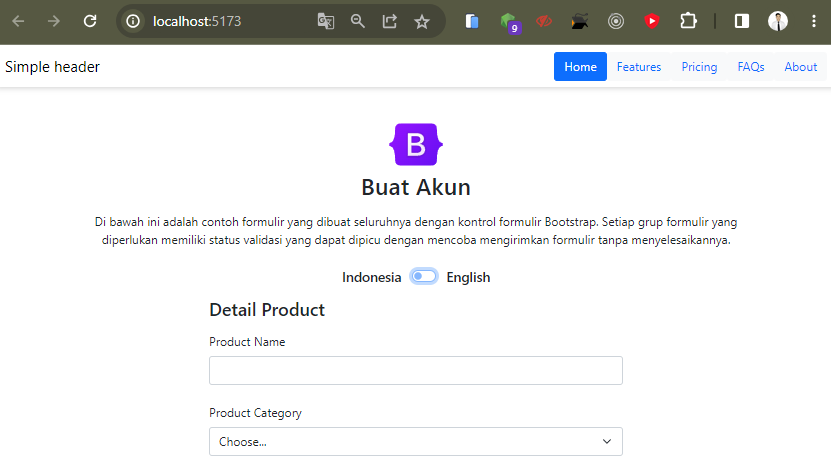 localhost:5173
9
Simple header
Home
Features
Pricing
FAQs
About
B
Buat Akun
Di bawah ini adalah contoh formulir yang dibuat seluruhnya dengan kontrol formulir Bootstrap. Setiap grup formulir yang
diperlukan memiliki status validasi yang dapat dipicu dengan mencoba mengirimkan formulir tanpa menyelesaikannya.
Indonesia English
Detail Product
Product Name
Product Category
Choose...